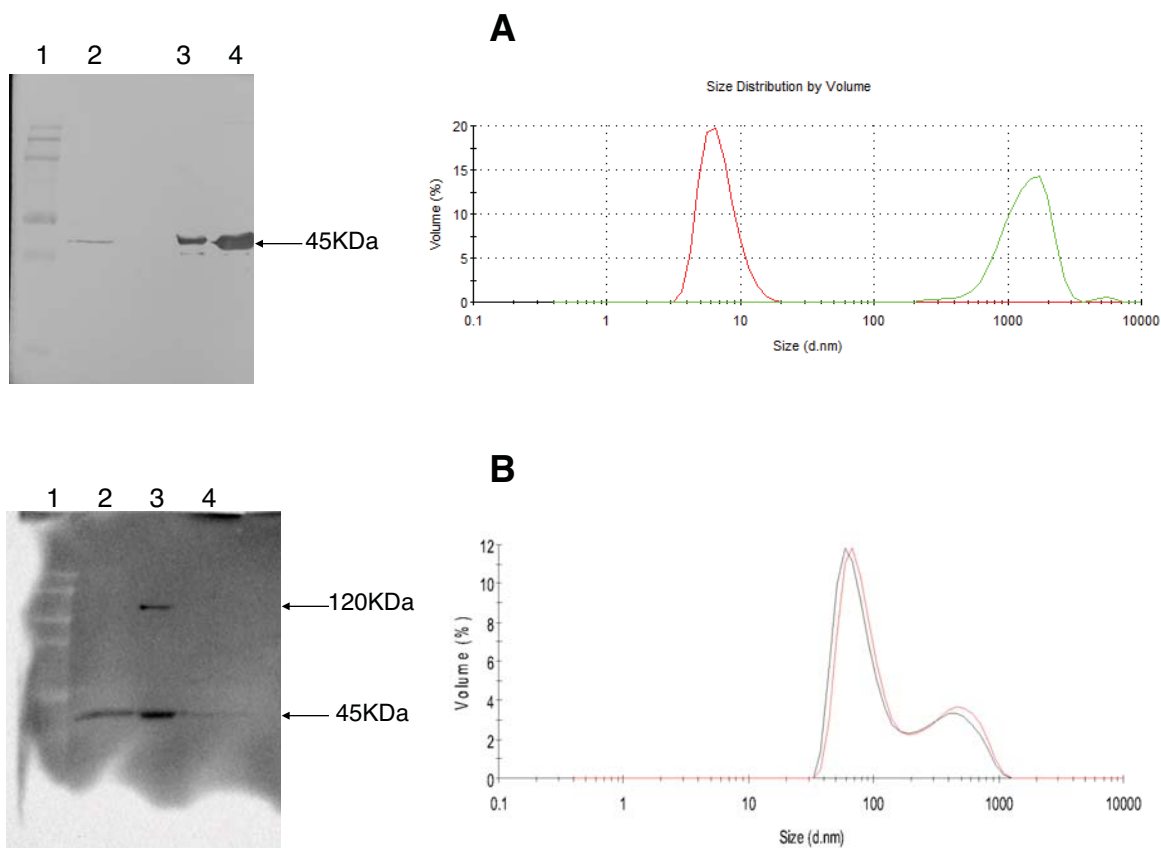 A
1 2 3 4
45KDa
Size Distribution by Volume
Volume (%)
20
15
10
5
0
0.1 1 10 100 1000 10000
Size (d.nm)
B
1 2 3 4
120KDa
45KDa
Volume (%)
12
10
8
6
4
2
0
0.1 1 10 100 1000 10000
Size (d.nm)